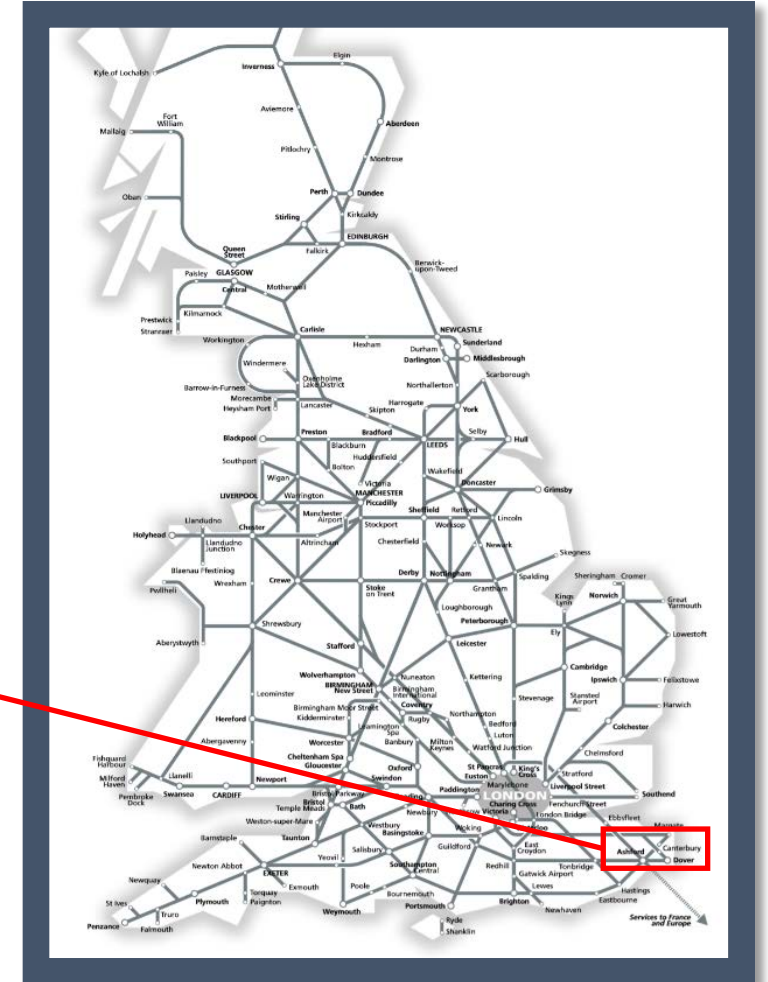 Elgin
Inverness
Kyle of Lochalsh
Aviemore
Fort
William
Mallaig
Aberdeen
Pitlochry
Montrose
Perth
Dundee
Oban
Stirling
Kirkcaldy
EDINBURGH
Queen
Street
Falkirk
Berwick-
upon-Tweed
Paisley
GLASGOW
Central
Motherwell
Prestwick
Kilmarnock
Stranraer
Carlisle
NEWCASTLE
Workington
Hexham
Durham
Sunderland
Darlington
Middlesbrough
Windermere
Scarborough
Oxenholme
Lake District
Barrow-in-Furness
Northallerton
Morecambe
Heysham Port
Lancaster
Harrogate
Skipton
York
Blackpool
Preston
Bradford
Selby
Blackburn
LEEDS
Hull
Huddersfield
Southport
Bolton
Wakefield
Wigan
Victoria
Doncaster
MANCHESTER
Piccadilly
LIVERPOOL
Warrington
Grimsby
Manchester
Airport
Sheffield
Retford
Llandudno
Stockport
Worksop
Lincoln
Holyhead
Chester
Llandudno
Junction
Altrincham
Chesterfield
Newark
Skegness
Blaenau Ffestiniog
Derby
Nottingham
Pwllheli
Wrexham
Crewe
Stoke
on Trent
Grantham
Spalding
Sheringham
Cromer
Kings
Lynn
Norwich
Great
Yarmouth
Loughborough
Peterborough
Shrewsbury
Ely
Lowestoft
Aberystwyth
Stafford
Leicester
Wolverhampton
Cambridge
BIRMINGHAM
New Street
Nuneaton
Kettering
Ipswich
Felixstowe
Birmingham
International
Leominster
Coventry
Stevenage
Stansted
Airport
Harwich
Birmingham Moor Street
Kidderminster
Rugby
Northampton
Hereford
Leamington
Spa
Bedford
Colchester
Worcester
Banbury
Milton
Keynes
Luton
Abergavenny
Cheltenham Spa
Watford Junction
Chelmsford
Fishguard
Harbour
Gloucester
Oxford
St Pancras
King's
Cross
Llanelli
Euston
Stratford
Milford
Haven
Newport
Swindon
Marylebone
Liverpool Street
Pembroke
Dock
Swansea
CARDIFF
Bristol Parkway
Paddington
LONDON
Southend
Bristol
Temple Meads
Bath
Charing Cross
Fenchurch Street
Newbury
Victoria
London Bridge
Ebbsfleet
Weston-super-Mare
Westbury
Woking
Barnstaple
Taunton
Basingstoke
East
Croydon
Canterbury
Salisbury
Guildford
Ashford
Yeovil
Redhill
Tonbridge
Dover
Newton Abbot
Southampton
Central
Gatwick Airport
EXETER
Newquay
Exmouth
Poole
Lewes
Hastings
Torquay
Paignton
Bournemouth
Eastbourne
St Ives
Plymouth
Weymouth
Portsmouth
Brighton
Newhaven
Truro
Ryde
Services to France
and Europe
Penzance
Falmouth
Shanklin